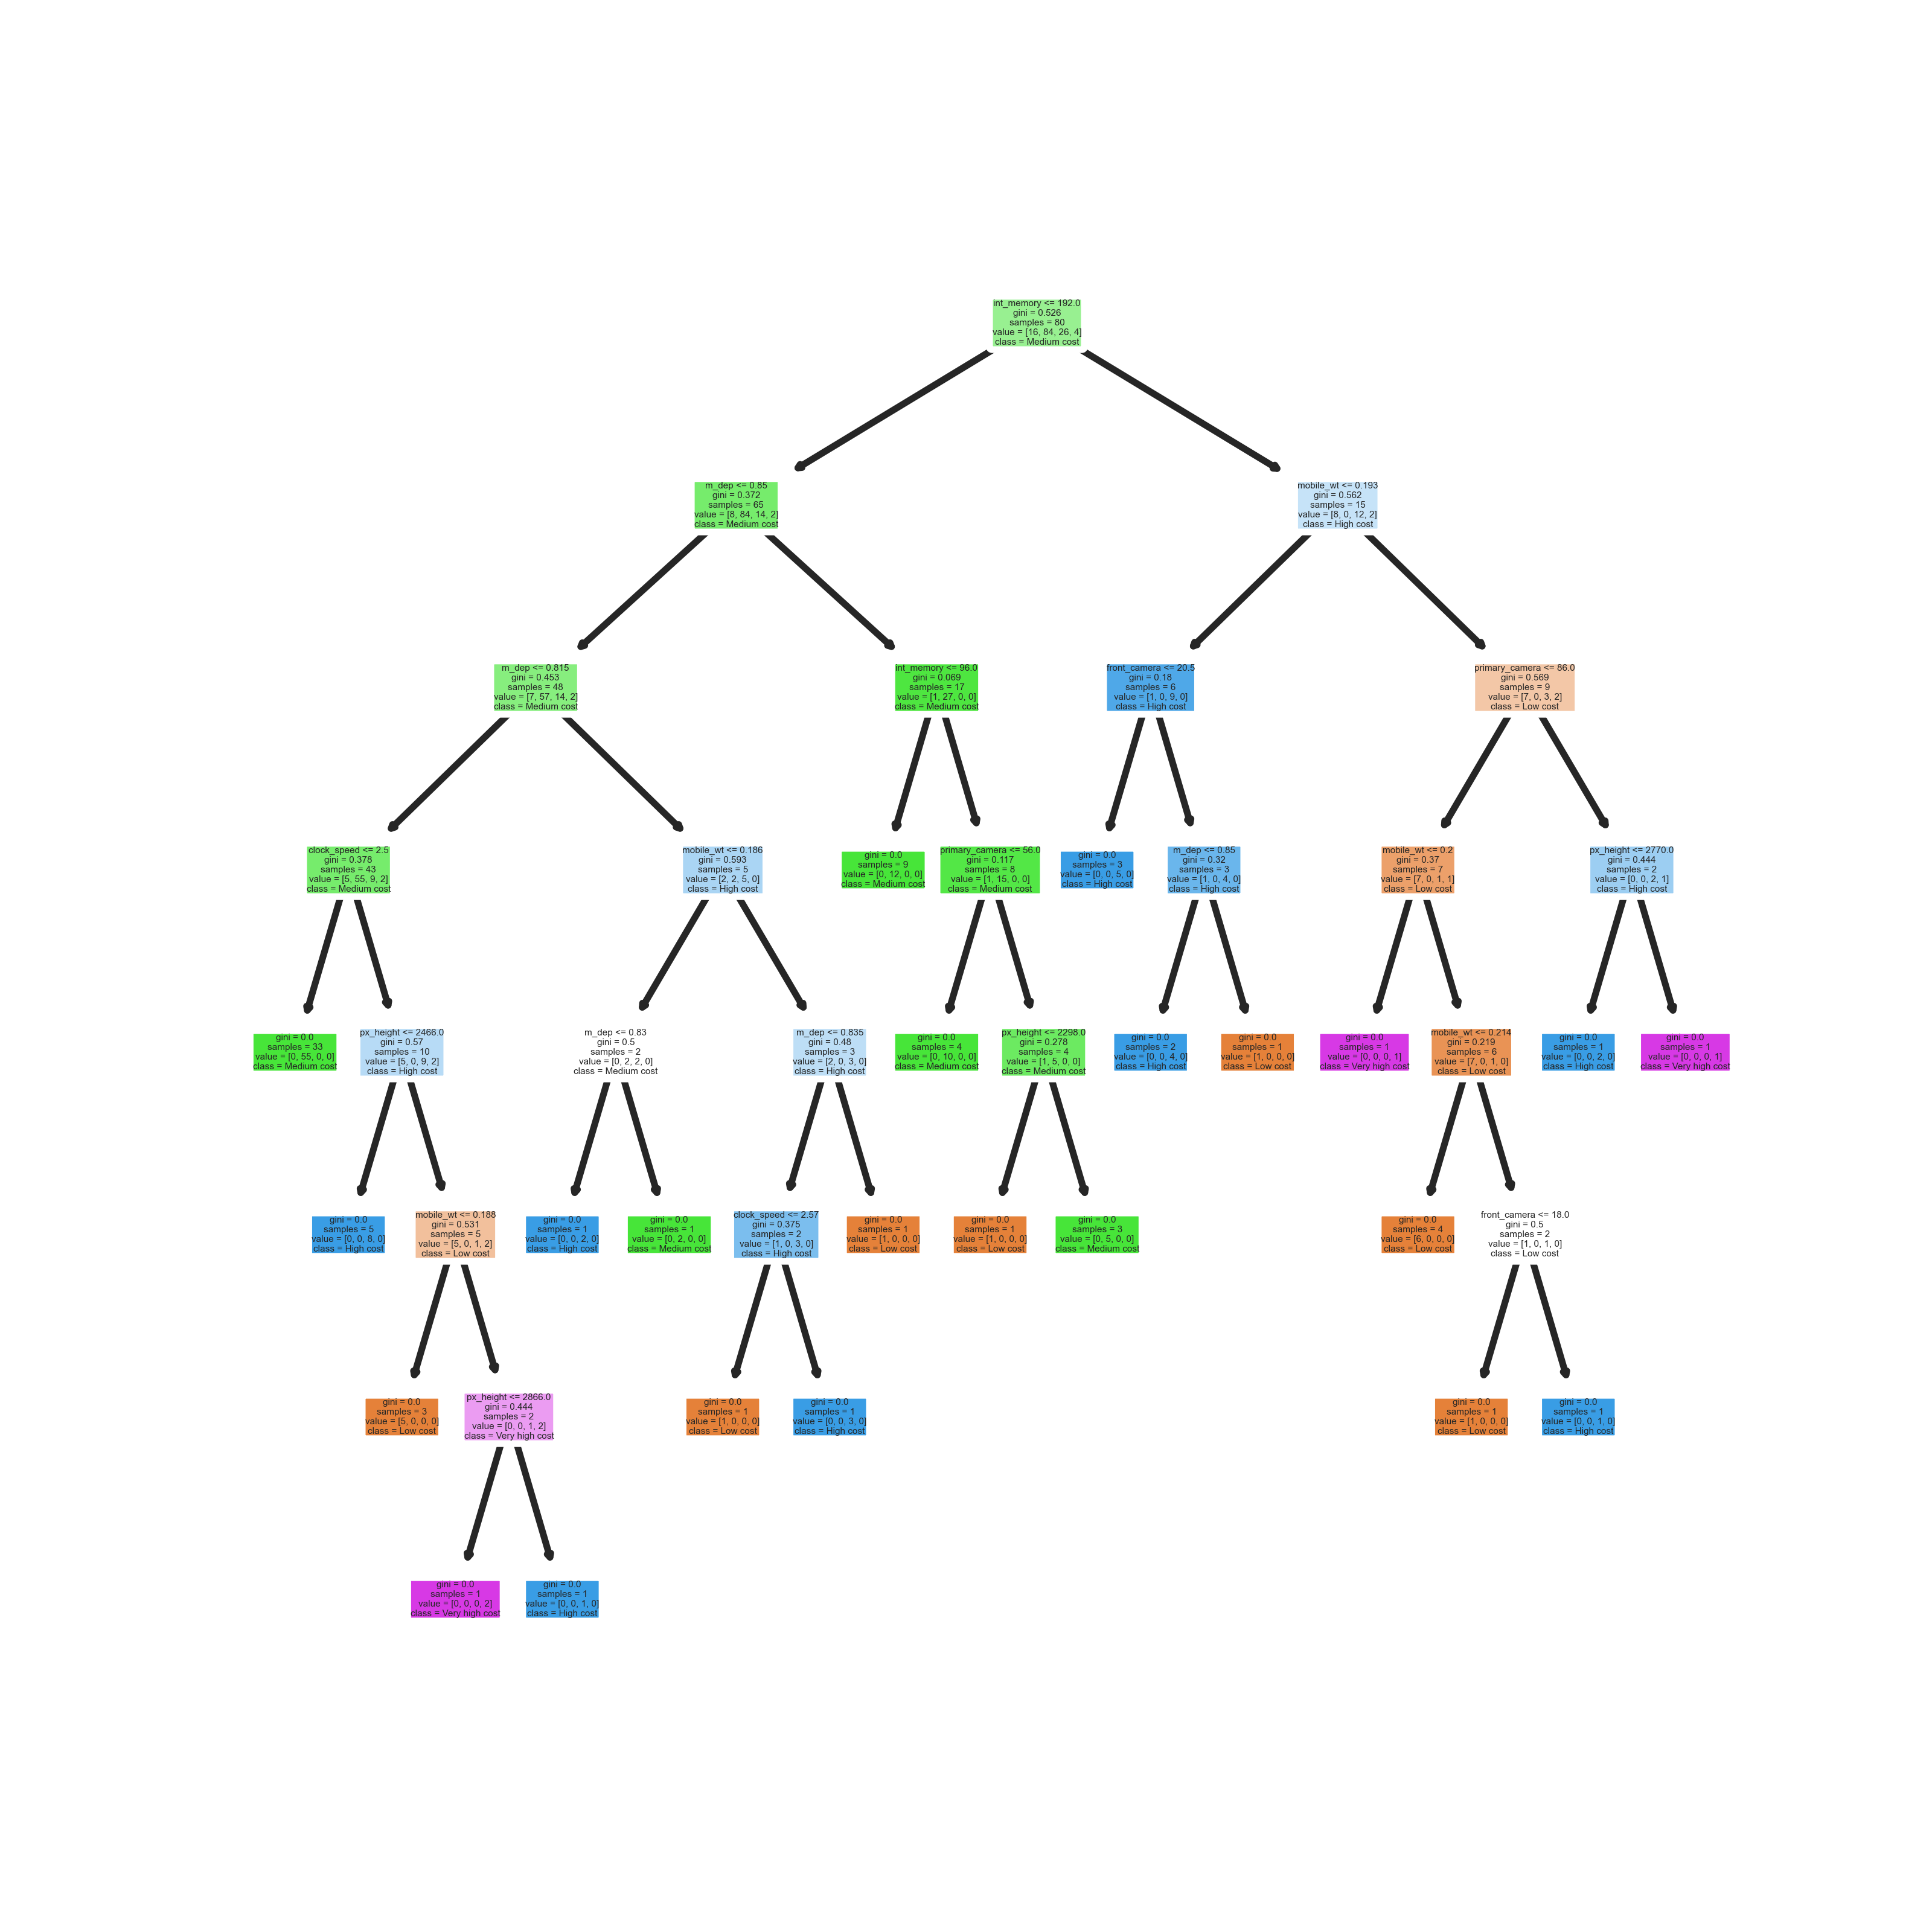 int_memory <= 192.0
gini = 0.526
samples = 80
value = [16, 84, 26, 4]
class = Medium cost
m_dep <= 0.85
gini = 0.372
samples = 65
value = [8, 84, 14, 2]
class = Medium cost
mobile_wt <= 0.193
gini = 0.562
samples = 15
value = [8, 0, 12, 2]
class = High cost
m_dep <= 0.815
gini = 0.453
samples = 48
value = [7, 57, 14, 2]
class = Medium cost
int_memory <= 96.0
gini = 0.069
samples = 17
value = [1, 27, 0, 0]
class = Medium cost
front_camera <= 20.5
gini = 0.18
samples = 6
value = [1, 0, 9, 0]
class = High cost
primary_camera <= 86.0
gini = 0.569
samples = 9
value = [7, 0, 3, 2]
class = Low cost
clock_speed <= 2.5
gini = 0.378
samples = 43
value = [5, 55, 9, 2]
class = Medium cost
mobile_wt <= 0.186
gini = 0.593
samples = 5
value = [2, 2, 5, 0]
class = High cost
gini = 0.0
samples = 9
value = [0, 12, 0, 0]
class = Medium cost
primary_camera <= 56.0
gini = 0.117
samples = 8
value = [1, 15, 0, 0]
class = Medium cost
gini = 0.0
samples = 3
value = [0, 0, 5, 0]
class = High cost
m_dep <= 0.85
gini = 0.32
samples = 3
value = [1, 0, 4, 0]
class = High cost
mobile_wt <= 0.2
gini = 0.37
samples = 7
value = [7, 0, 1, 1]
class = Low cost
px_height <= 2770.0
gini = 0.444
samples = 2
value = [0, 0, 2, 1]
class = High cost
gini = 0.0
samples = 33
value = [0, 55, 0, 0]
class = Medium cost
px_height <= 2466.0
gini = 0.57
samples = 10
value = [5, 0, 9, 2]
class = High cost
m_dep <= 0.83
gini = 0.5
samples = 2
value = [0, 2, 2, 0]
class = Medium cost
m_dep <= 0.835
gini = 0.48
samples = 3
value = [2, 0, 3, 0]
class = High cost
gini = 0.0
samples = 4
value = [0, 10, 0, 0]
class = Medium cost
px_height <= 2298.0
gini = 0.278
samples = 4
value = [1, 5, 0, 0]
class = Medium cost
gini = 0.0
samples = 2
value = [0, 0, 4, 0]
class = High cost
gini = 0.0
samples = 1
value = [1, 0, 0, 0]
class = Low cost
gini = 0.0
samples = 1
value = [0, 0, 0, 1]
class = Very high cost
mobile_wt <= 0.214
gini = 0.219
samples = 6
value = [7, 0, 1, 0]
class = Low cost
gini = 0.0
samples = 1
value = [0, 0, 2, 0]
class = High cost
gini = 0.0
samples = 1
value = [0, 0, 0, 1]
class = Very high cost
gini = 0.0
samples = 5
value = [0, 0, 8, 0]
class = High cost
mobile_wt <= 0.188
gini = 0.531
samples = 5
value = [5, 0, 1, 2]
class = Low cost
gini = 0.0
samples = 1
value = [0, 0, 2, 0]
class = High cost
gini = 0.0
samples = 1
value = [0, 2, 0, 0]
class = Medium cost
clock_speed <= 2.57
gini = 0.375
samples = 2
value = [1, 0, 3, 0]
class = High cost
gini = 0.0
samples = 1
value = [1, 0, 0, 0]
class = Low cost
gini = 0.0
samples = 1
value = [1, 0, 0, 0]
class = Low cost
gini = 0.0
samples = 3
value = [0, 5, 0, 0]
class = Medium cost
gini = 0.0
samples = 4
value = [6, 0, 0, 0]
class = Low cost
front_camera <= 18.0
gini = 0.5
samples = 2
value = [1, 0, 1, 0]
class = Low cost
gini = 0.0
samples = 3
value = [5, 0, 0, 0]
class = Low cost
px_height <= 2866.0
gini = 0.444
samples = 2
value = [0, 0, 1, 2]
class = Very high cost
gini = 0.0
samples = 1
value = [1, 0, 0, 0]
class = Low cost
gini = 0.0
samples = 1
value = [0, 0, 3, 0]
class = High cost
gini = 0.0
samples = 1
value = [1, 0, 0, 0]
class = Low cost
gini = 0.0
samples = 1
value = [0, 0, 1, 0]
class = High cost
gini = 0.0
samples = 1
value = [0, 0, 0, 2]
class = Very high cost
gini = 0.0
samples = 1
value = [0, 0, 1, 0]
class = High cost